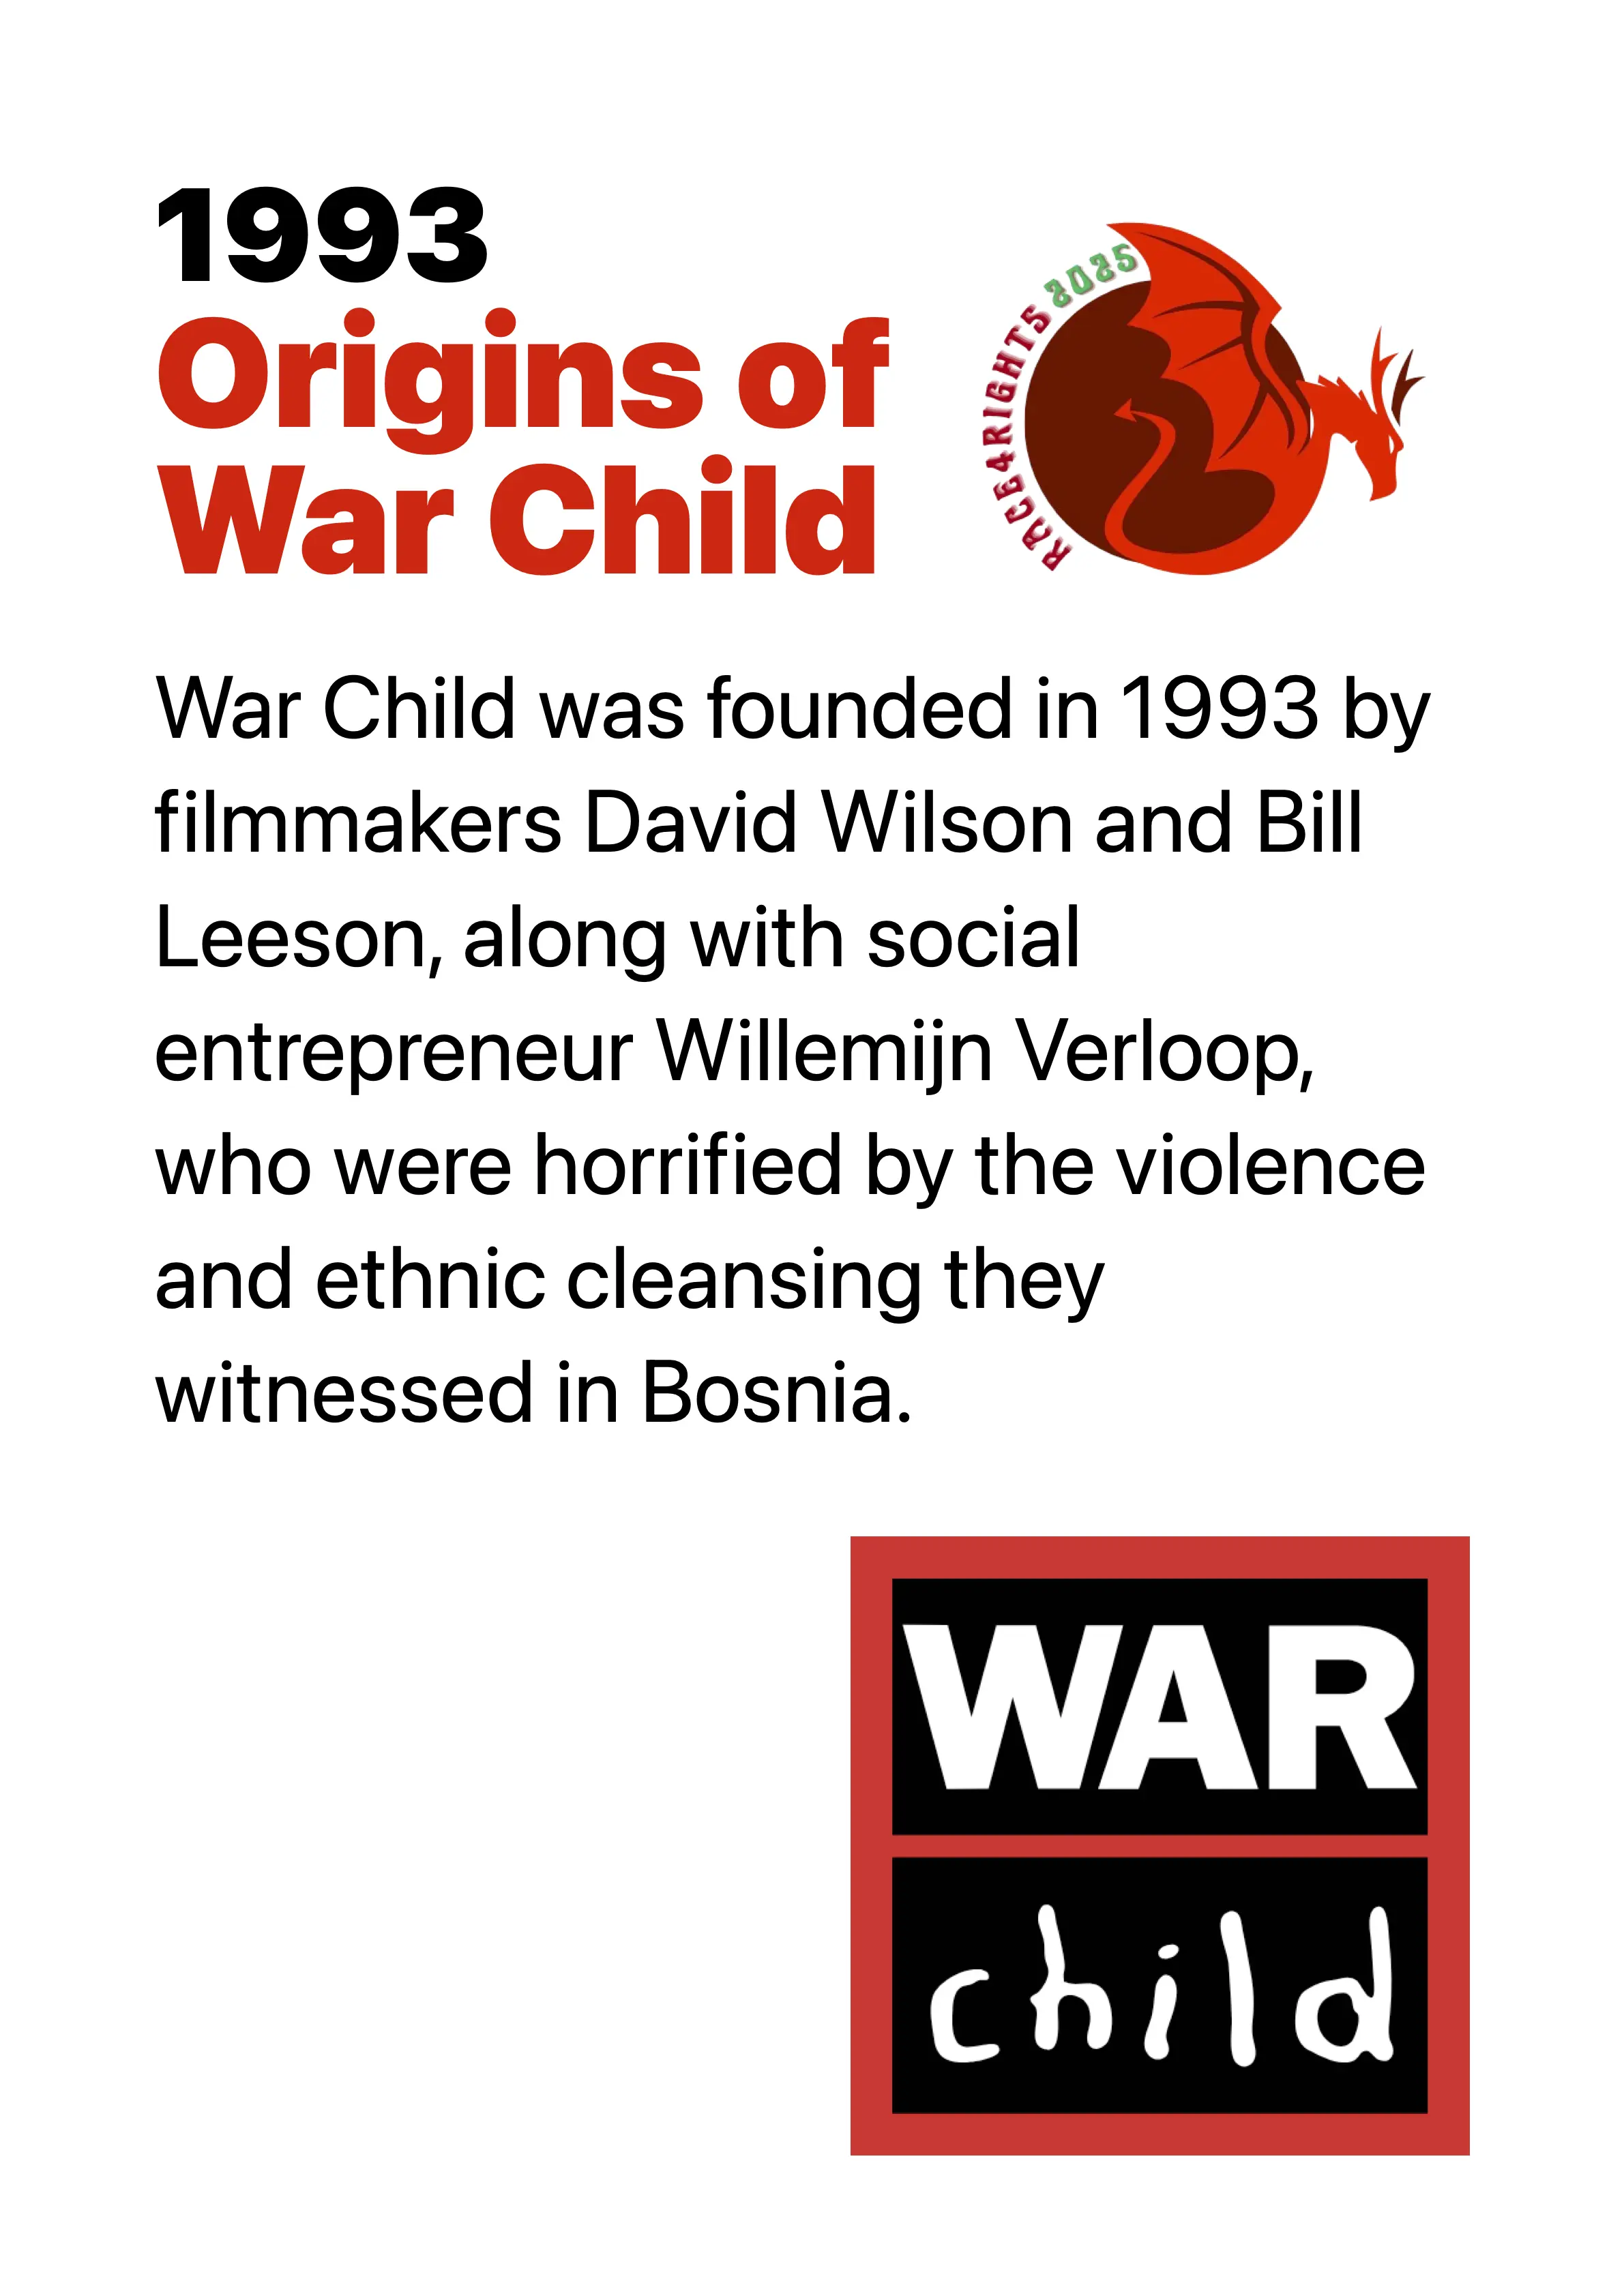 1993
Origins of
War Child
RACE4RIGHTS 2025
War Child was founded in 1993 by
filmmakers David Wilson and Bill
Leeson, along with social
entrepreneur Willemijn Verloop,
who were horrified by the violence
and ethnic cleansing they
witnessed in Bosnia.
WAR
child